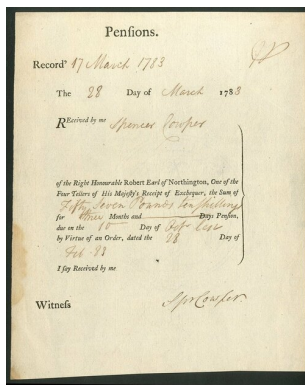 Pensions.
Record^d 17 March 1783
The 28 Day of March 1783
Received by me Spencer Cowper
of the Right Honourable Robert Earl of Northington, One of the
Four Tellers of His Majesty's Receipt of Exchequer, the Sum of
Fifty Seven Pounds ten shillings
for three Months and Days Pension,
due on the 10 Day of Oct^r last
by Virtue of an Order, dated the 28 Day of
Feb 83
I say Received by me
Witness Sp^r Cowper.